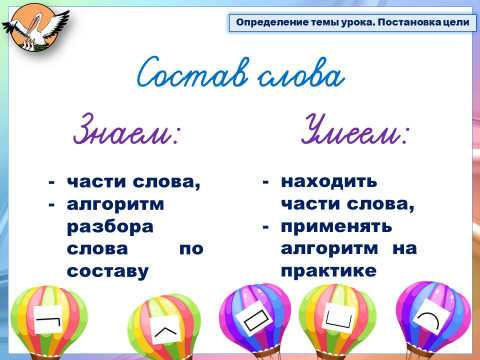 Определение темы урока. Постановка цели
Состав слова
Знаем:
- части слова,
- алгоритм
разбора
слова по
составу
Умеем:
- находить
части слова,
- применять
алгоритм на
практике